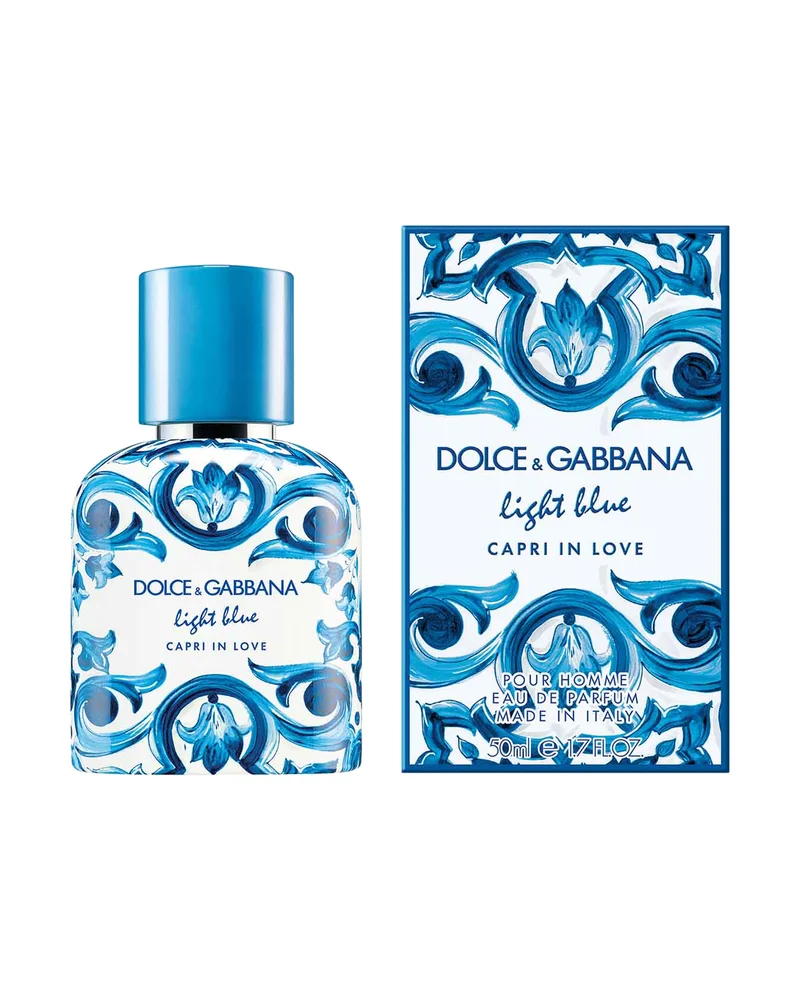 DOLCE & GABBANA
light blue
CAPRI IN LOVE
DOLCE & GABBANA
light blue
CAPRI IN LOVE
POUR HOMME
EAU DE PARFUM
MADE IN ITALY
50ml ℮ 1.7 FL.OZ.